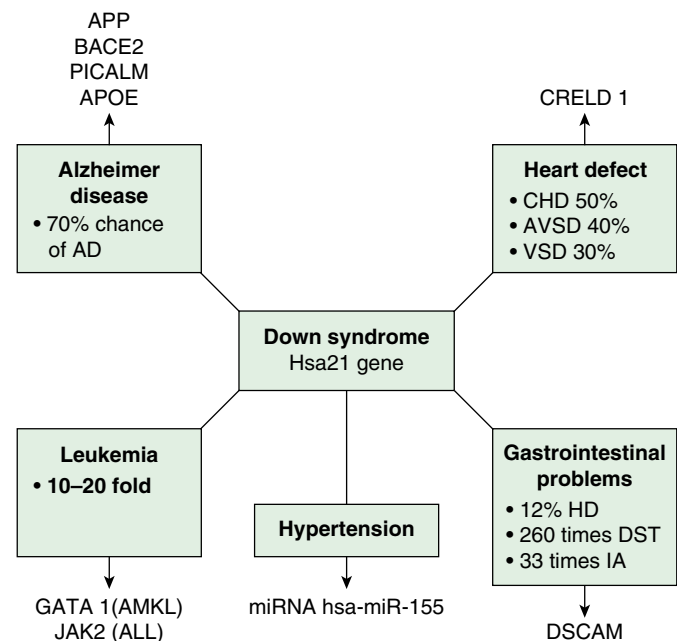 APP
BACE2
PICALM
APOE
Alzheimer
disease
• 70% chance
of AD
CRELD 1
Heart defect
• CHD 50%
• AVSD 40%
• VSD 30%
Down syndrome
Hsa21 gene
Leukemia
• 10–20 fold
GATA 1(AMKL)
JAK2 (ALL)
Hypertension
miRNA hsa-miR-155
Gastrointestinal
problems
• 12% HD
• 260 times DST
• 33 times IA
DSCAM